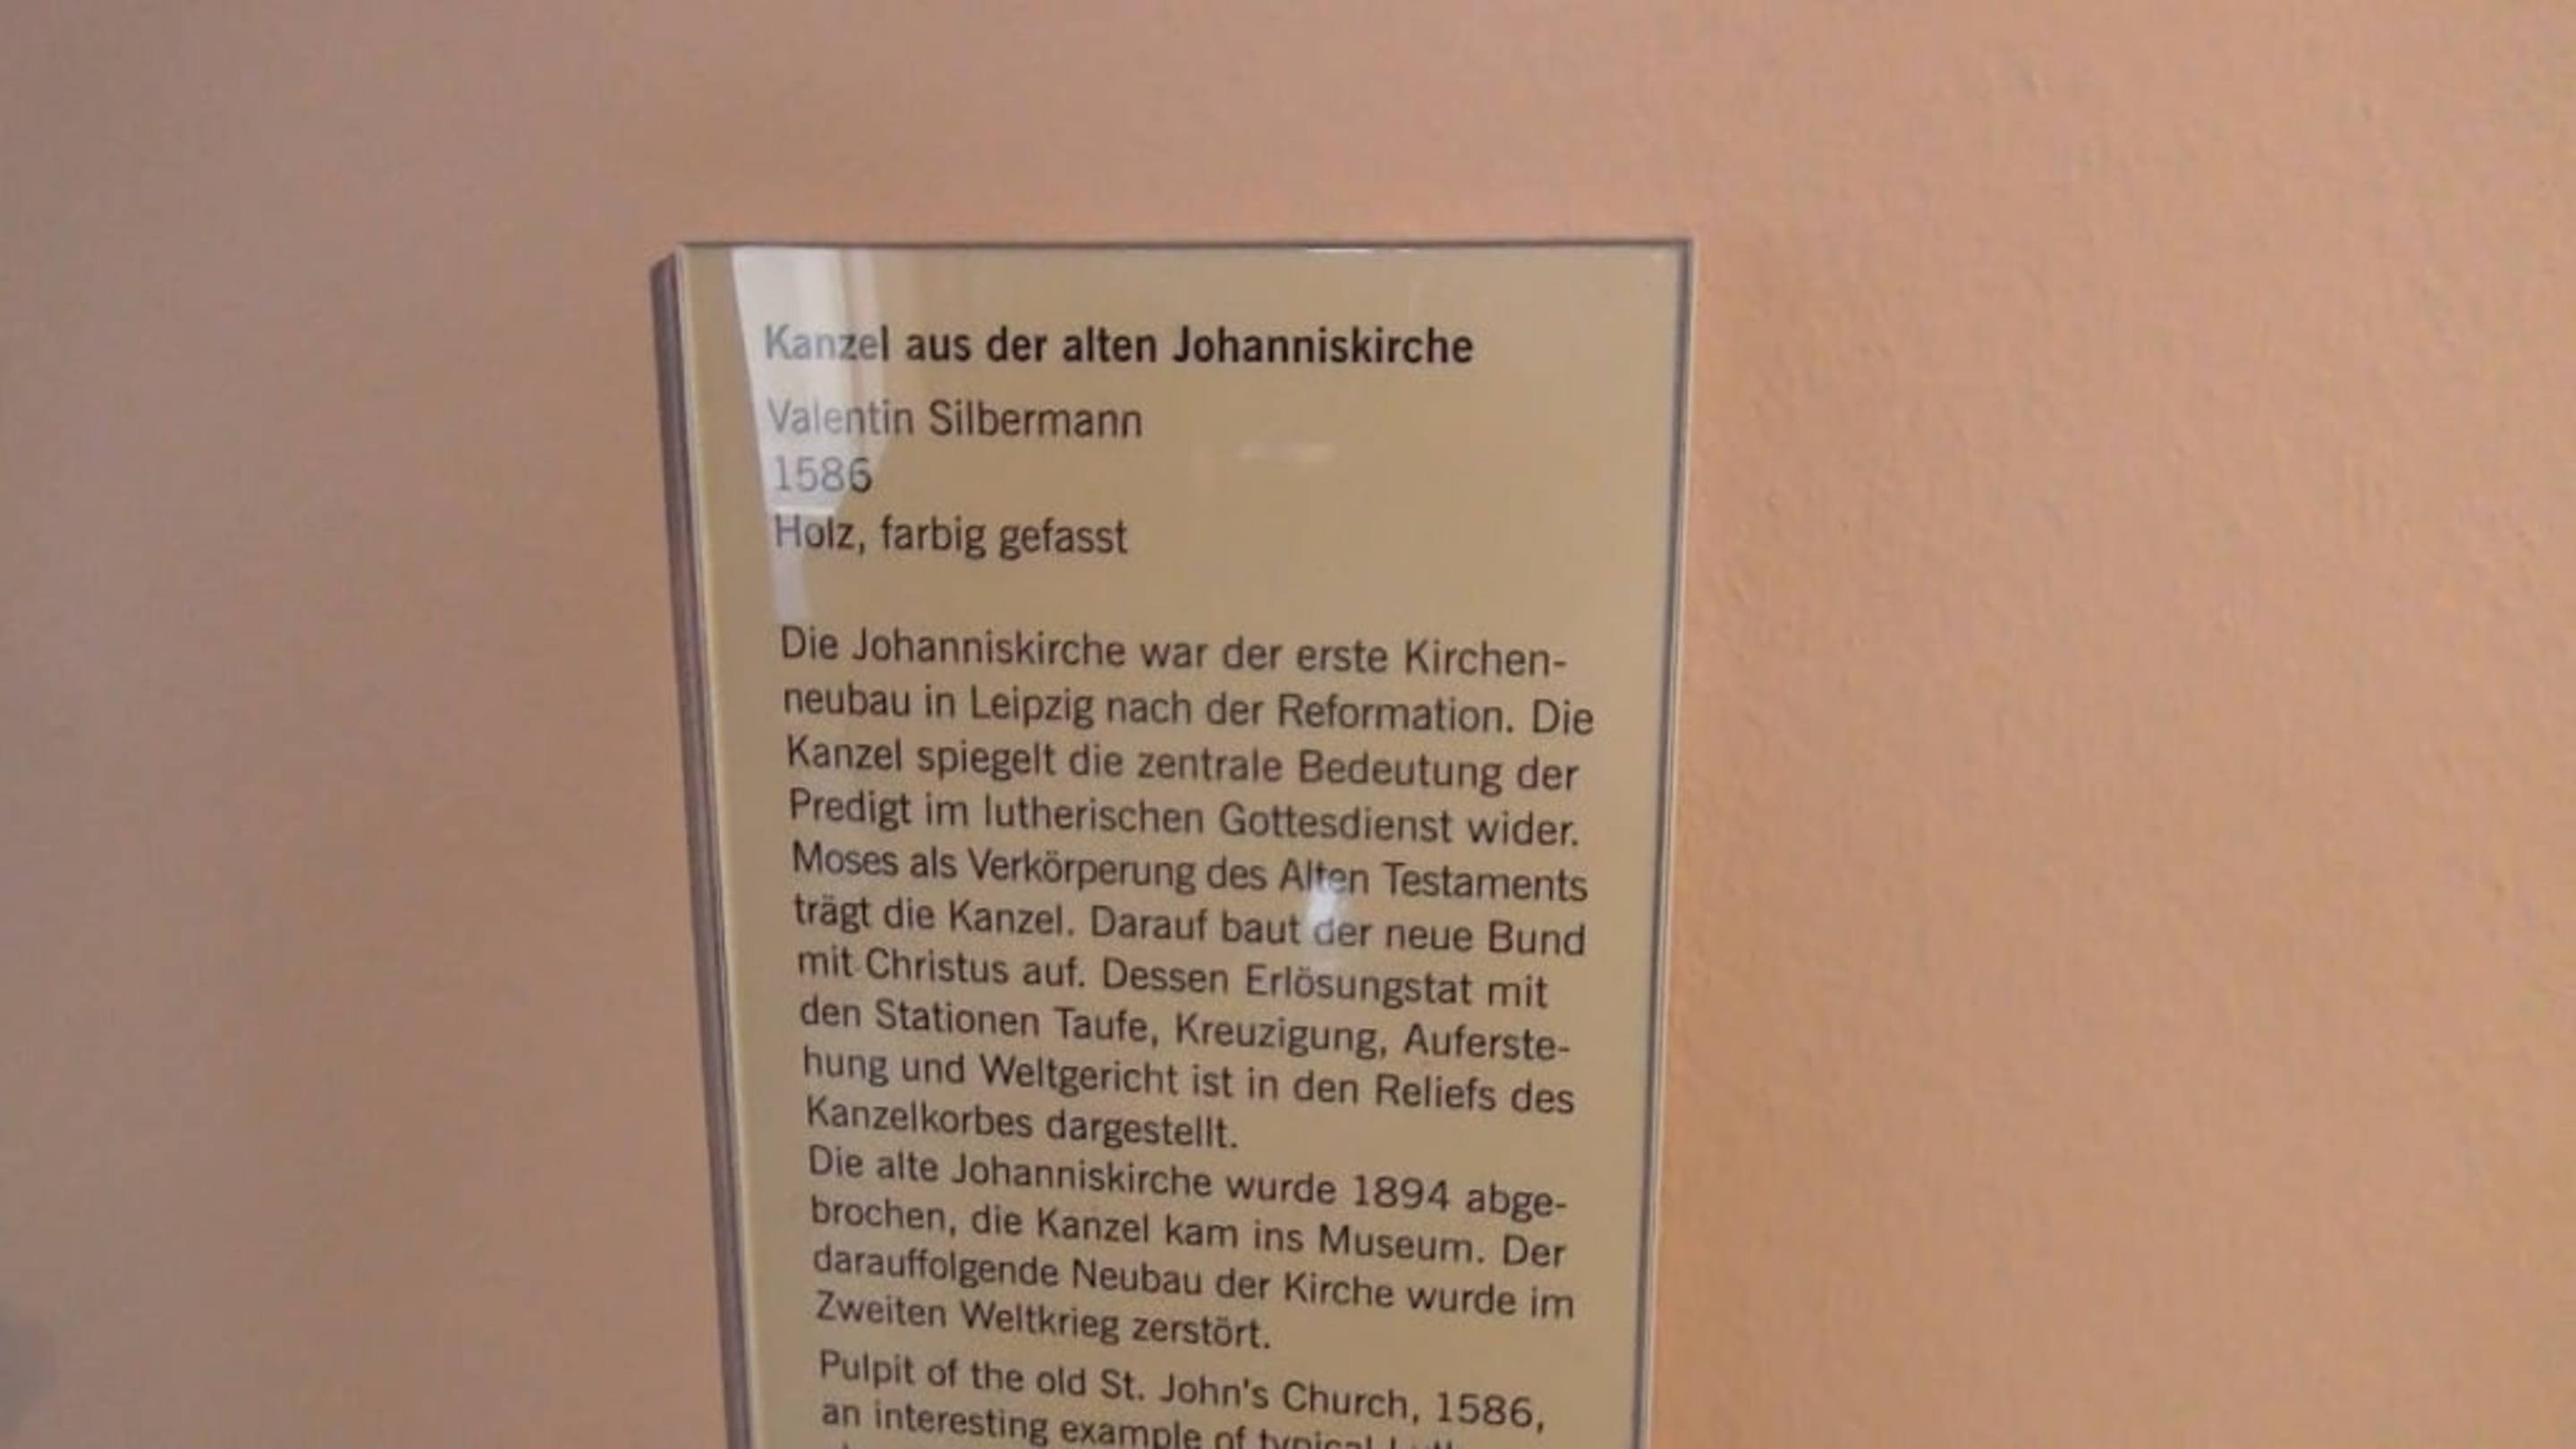 Kanzel aus der alten Johanniskirche
Valentin Silbermann
1586
Holz, farbig gefasst
Die Johanniskirche war der erste Kirchen-
neubau in Leipzig nach der Reformation. Die
Kanzel spiegelt die zentrale Bedeutung der
Predigt im lutherischen Gottesdienst wider.
Moses als Verkörperung des Alten Testaments
trägt die Kanzel. Darauf baut der neue Bund
mit Christus auf. Dessen Erlösungstat mit
den Stationen Taufe, Kreuzigung, Auferste-
hung und Weltgericht ist in den Reliefs des
Kanzelkorbes dargestellt.
Die alte Johanniskirche wurde 1894 abge-
brochen, die Kanzel kam ins Museum. Der
darauffolgende Neubau der Kirche wurde im
Zweiten Weltkrieg zerstört.
Pulpit of the old St. John's Church, 1586,
an interesting example of typical